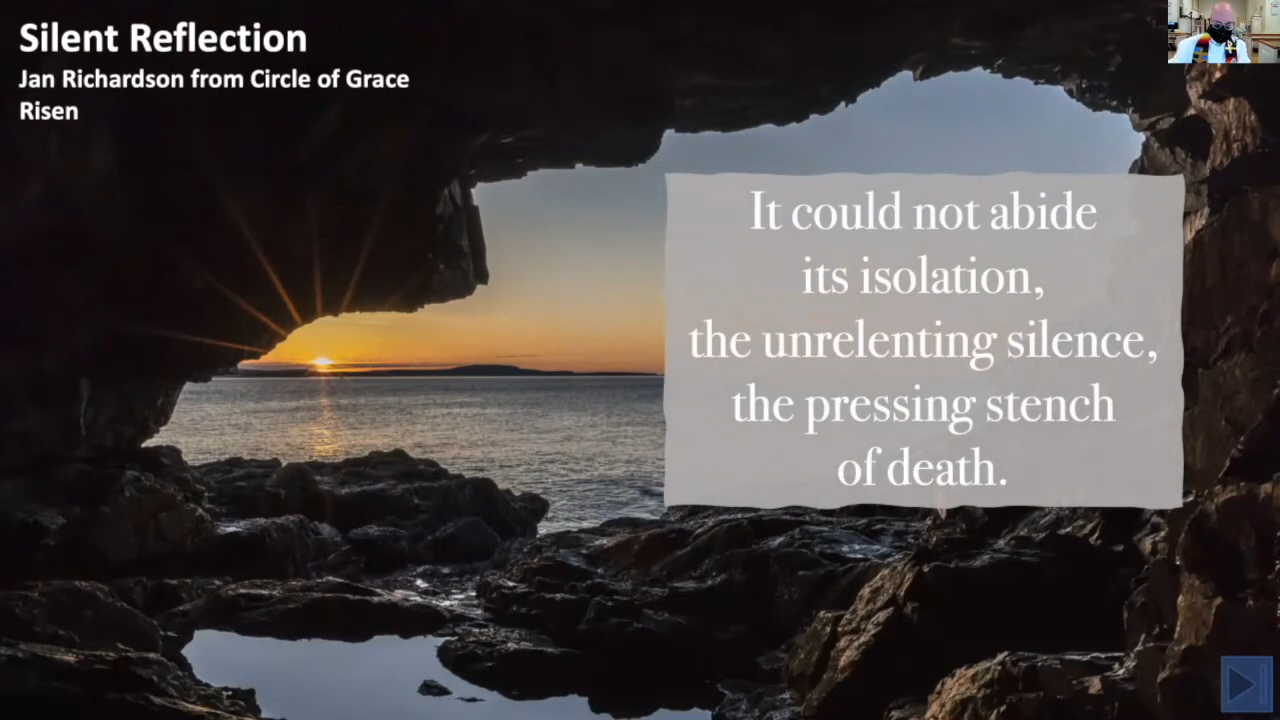 Silent Reflection
Jan Richardson from Circle of Grace
Risen
It could not abide
its isolation,
the unrelenting silence,
the pressing stench
of death.